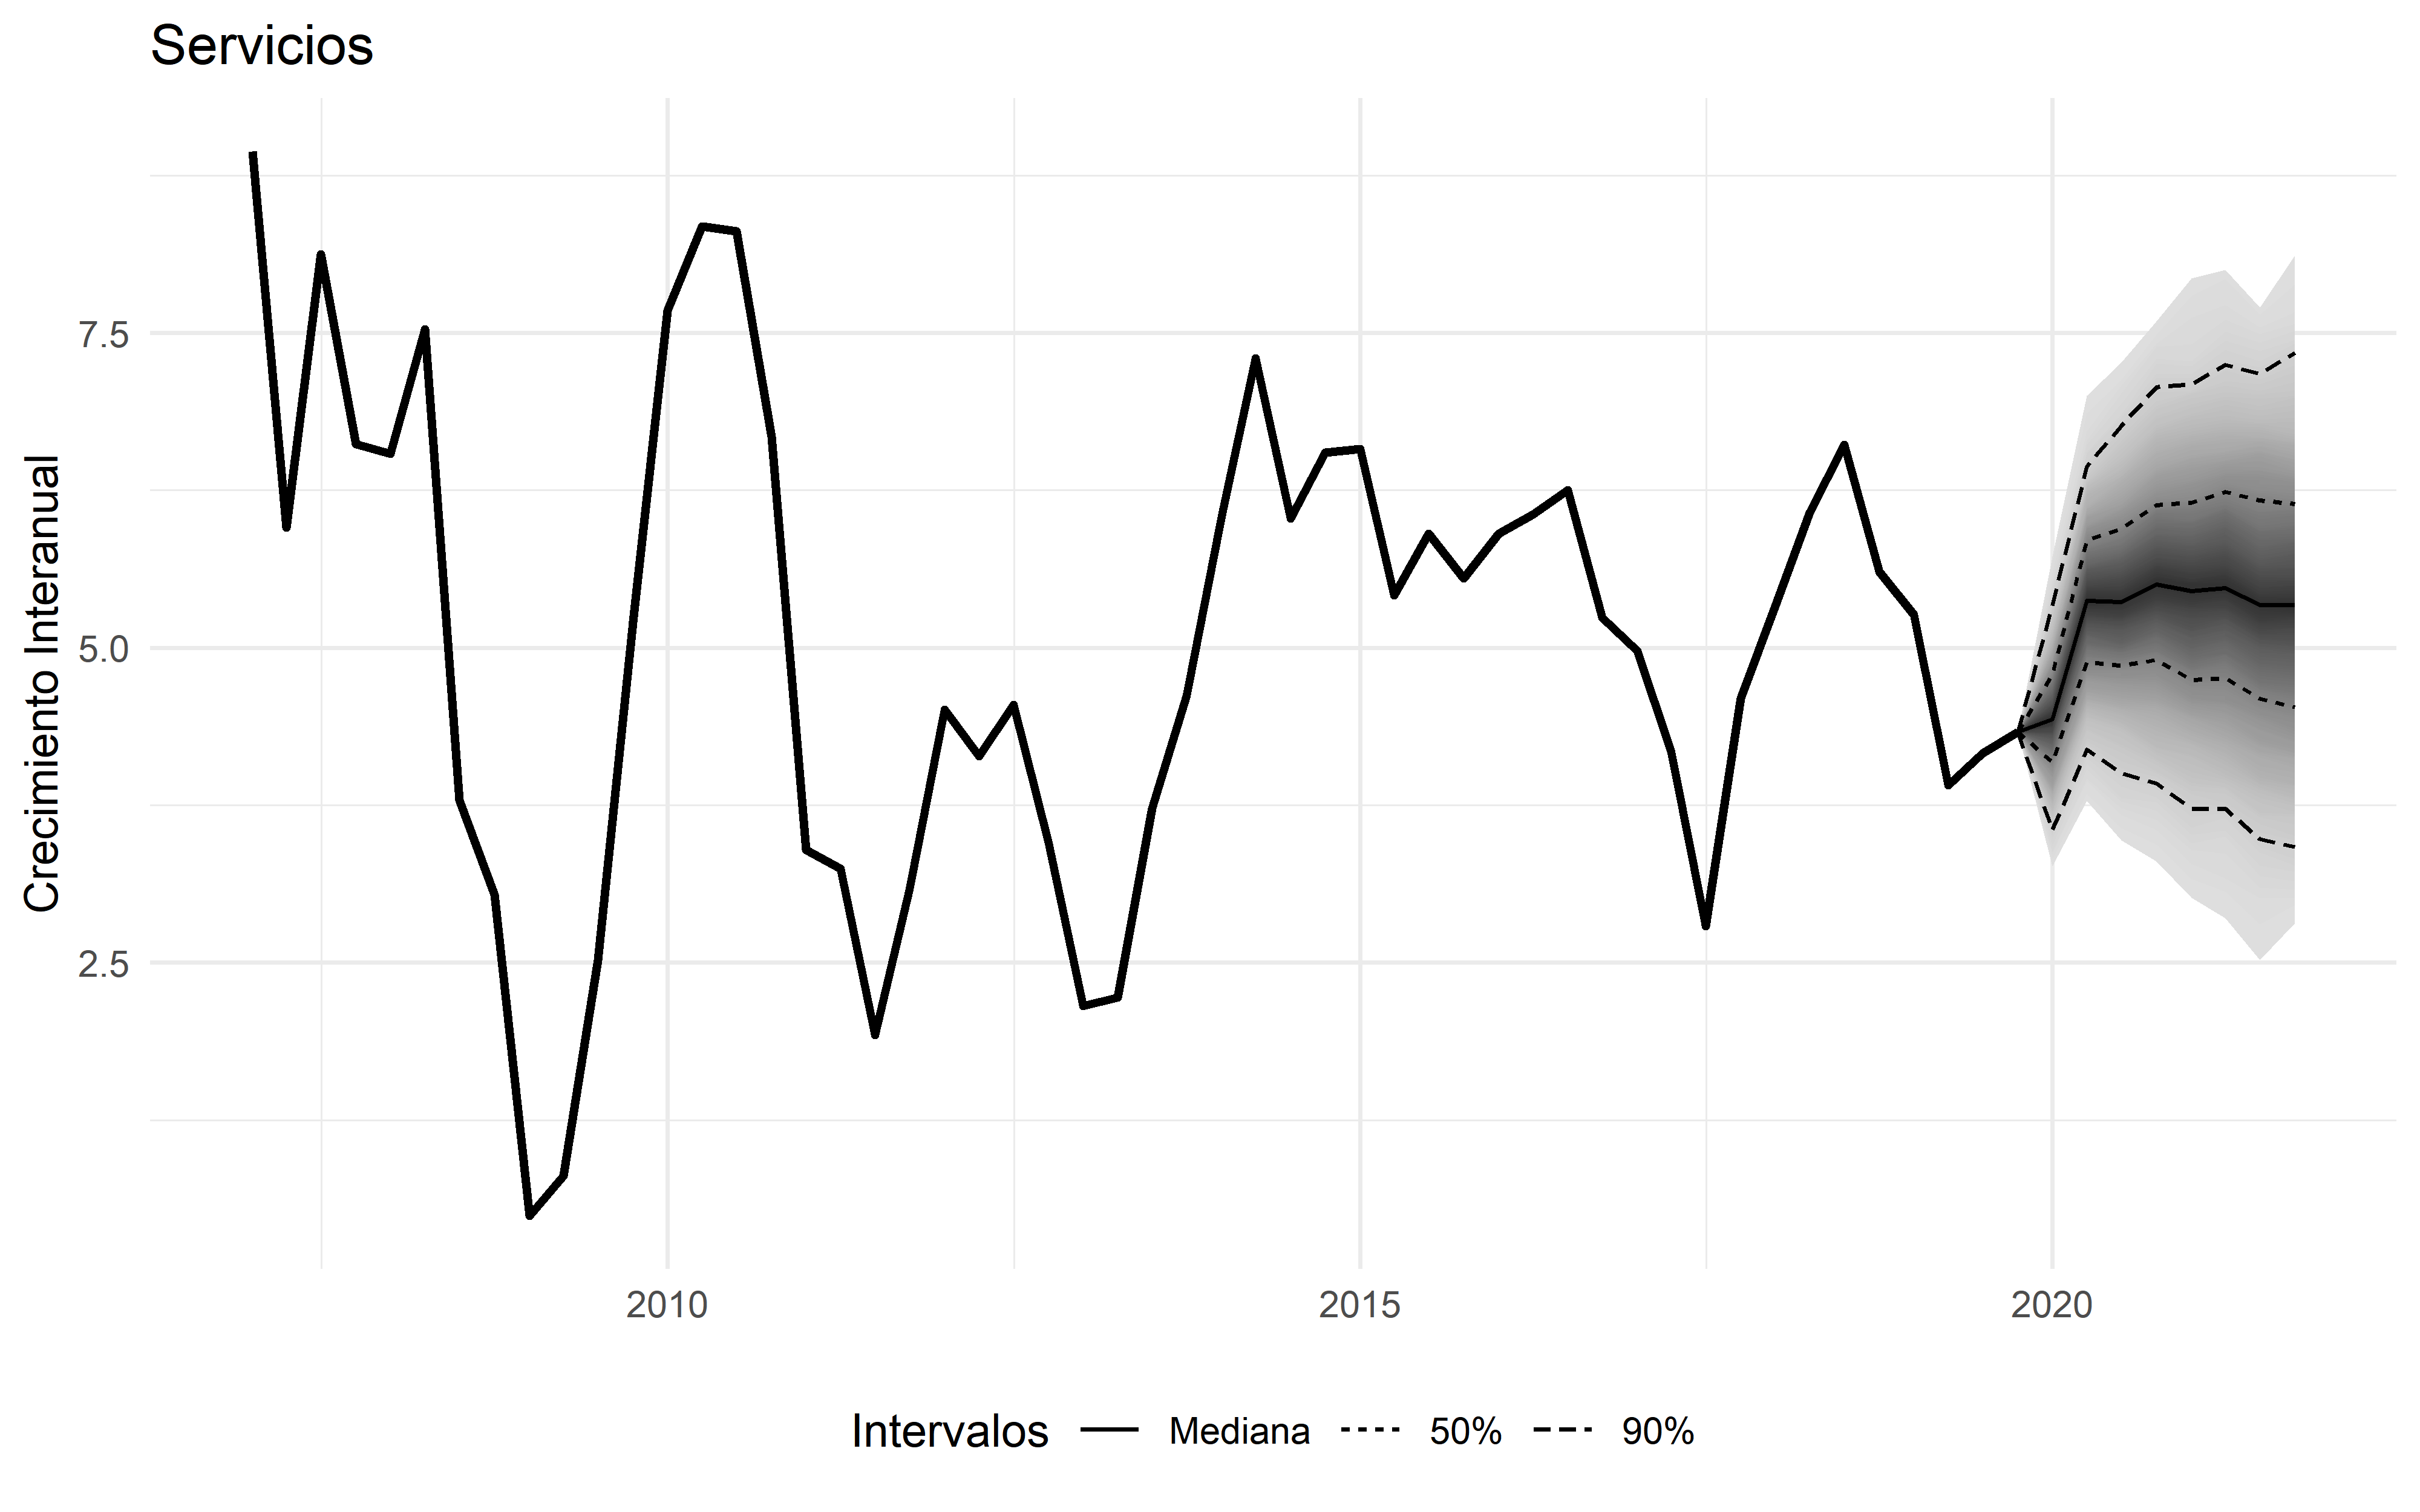 Servicios
Crecimiento Interanual
7.5
5.0
2.5
2010 2015 2020
Intervalos Mediana 50% 90%